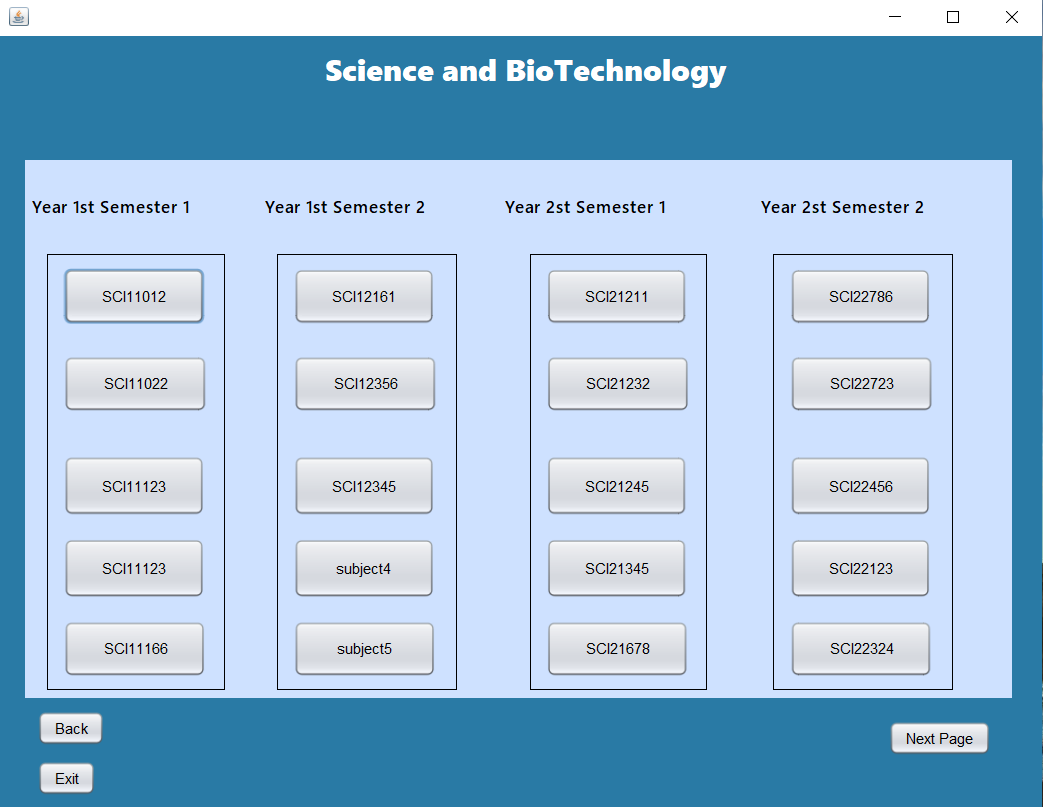 Science and BioTechnology
Year 1st Semester 1 Year 1st Semester 2 Year 2st Semester 1 Year 2st Semester 2
SCI11012 SCI12161 SCI21211 SCI22786
SCI11022 SCI12356 SCI21232 SCI22723
SCI11123 SCI12345 SCI21245 SCI22456
SCI11123 subject4 SCI21345 SCI22123
SCI11166 subject5 SCI21678 SCI22324
Back
Next Page
Exit